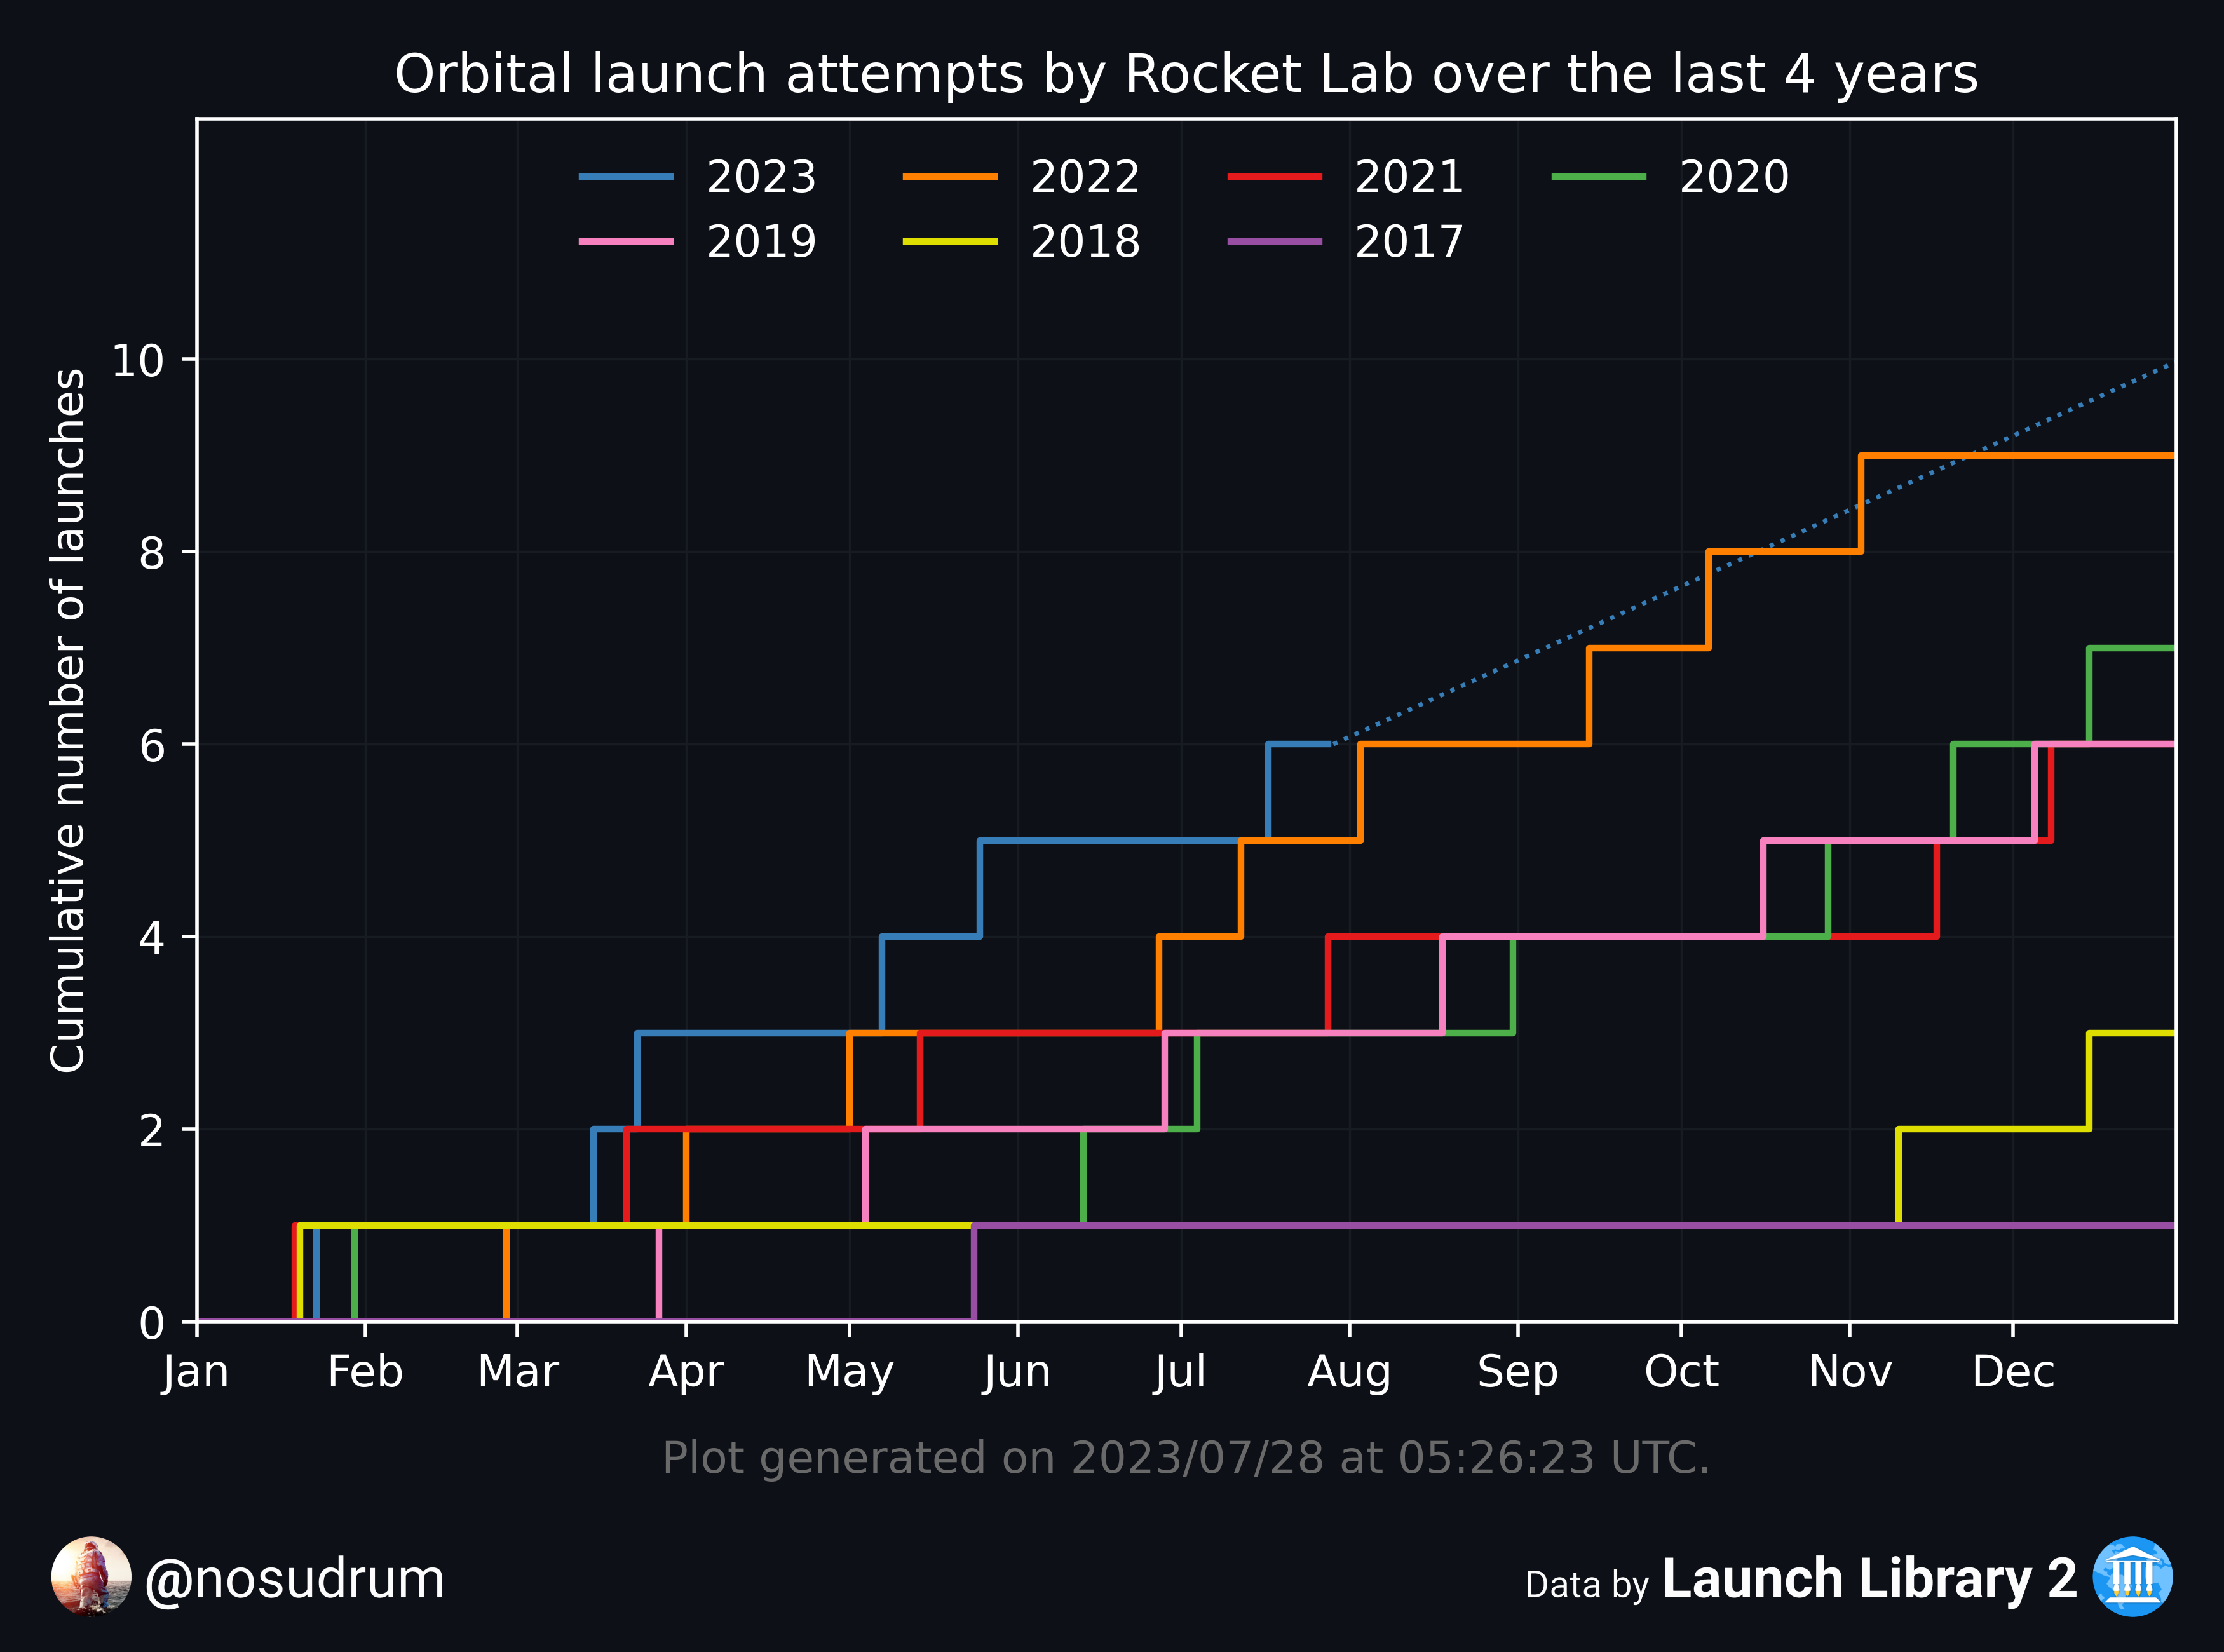 Orbital launch attempts by Rocket Lab over the last 4 years
2023 2022 2021 2020
2019 2018 2017
Cumulative number of launches
10
8
6
4
2
0
Jan Feb Mar Apr May Jun Jul Aug Sep Oct Nov Dec
Plot generated on 2023/07/28 at 05:26:23 UTC.
@nosudrum
Data by Launch Library 2